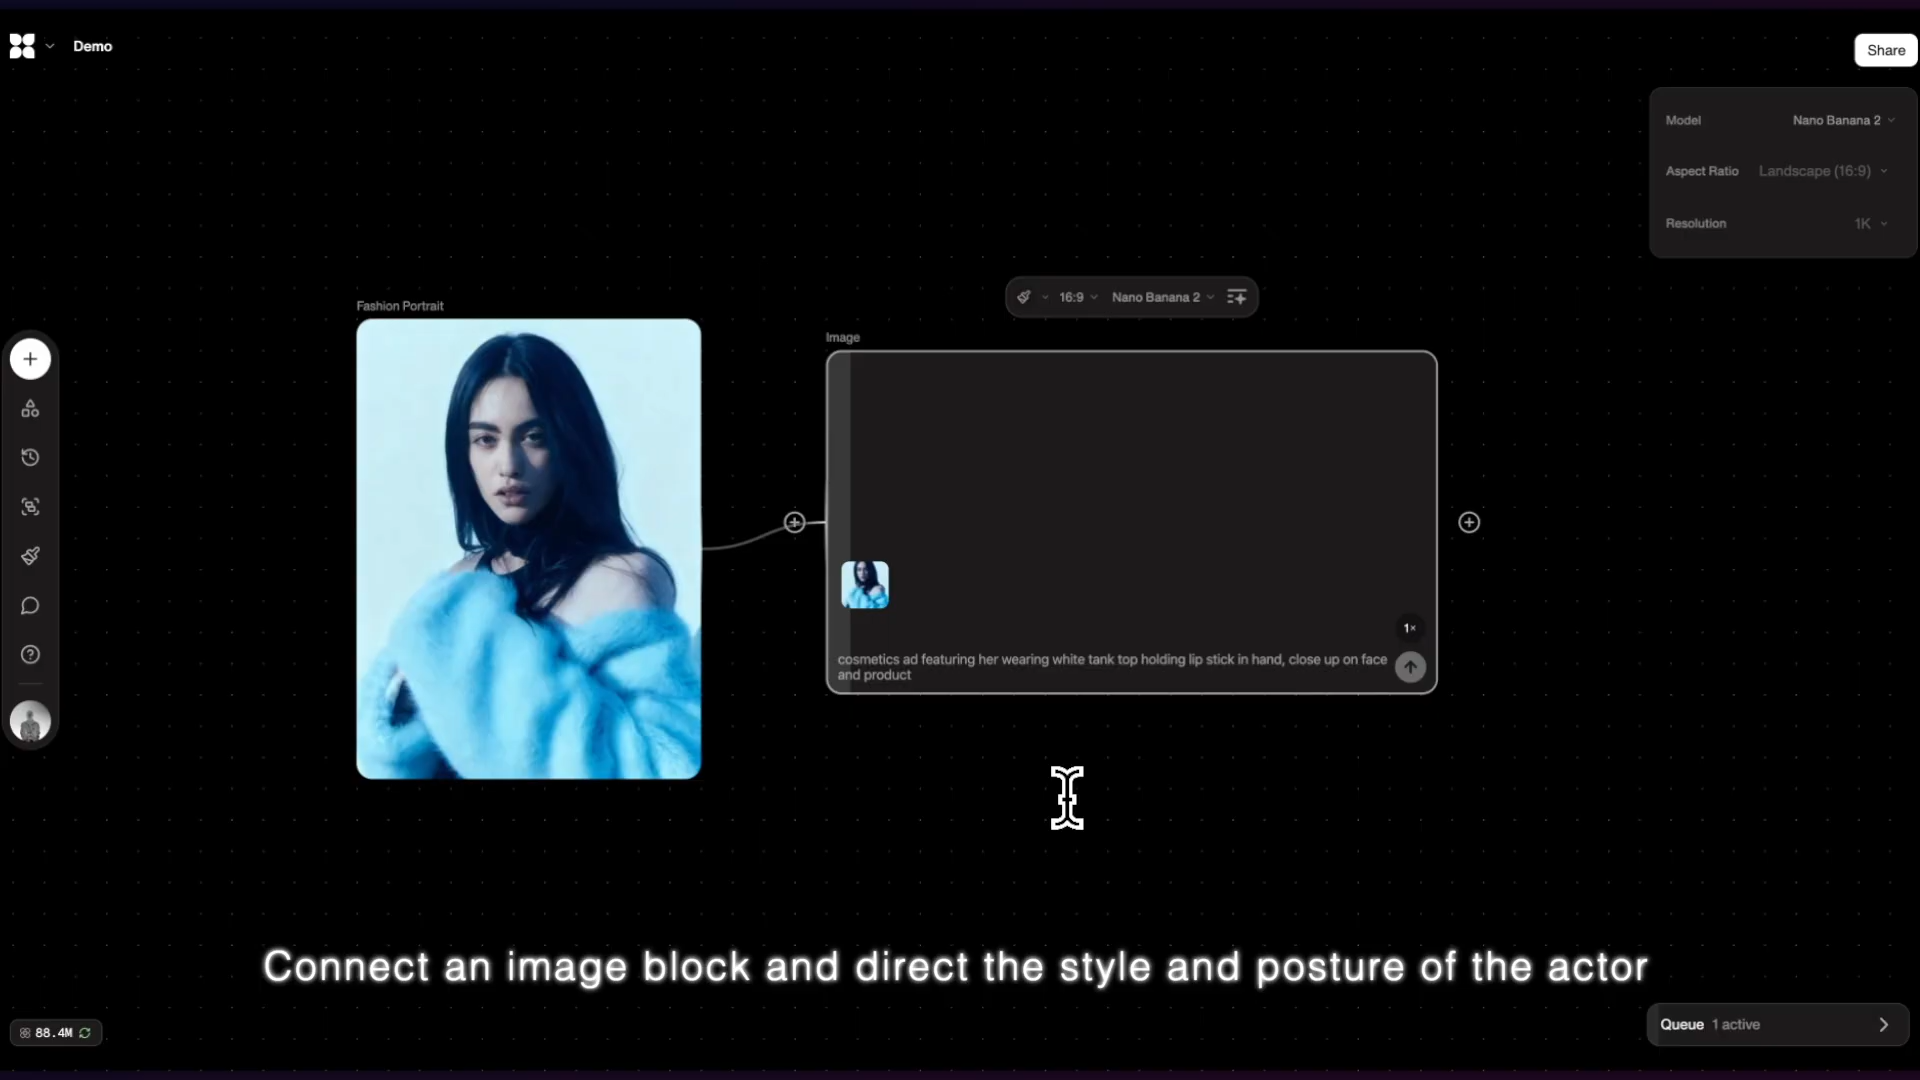 Demo
Share
Model
Nano Banana 2
Aspect Ratio
Landscape (16:9)
Resolution
1K
16:9
Nano Banana 2
Fashion Portrait
Image
1×
cosmetics ad featuring her wearing white tank top holding lip stick in hand, close up on face
and product
Connect an image block and direct the style and posture of the actor
88.4M
Queue 1 active